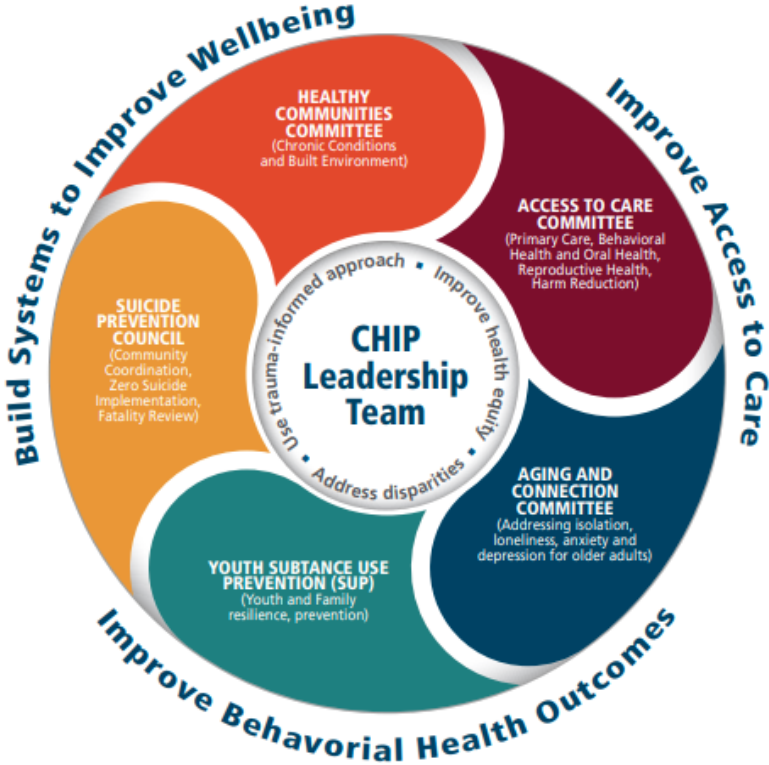 Build Systems to Improve Wellbeing
Improve Access to Care
Improve Behavorial Health Outcomes
HEALTHY
COMMUNITIES
COMMITTEE
(Chronic Conditions
and Built Environment)
ACCESS TO CARE
COMMITTEE
(Primary Care, Behavioral
Health and Oral Health,
Reproductive Health,
Harm Reduction)
SUICIDE
PREVENTION
COUNCIL
(Community
Coordination,
Zero Suicide
Implementation,
Fatality Review)
Use trauma-informed approach • Improve health equity • Address disparities •
CHIP
Leadership
Team
AGING AND
CONNECTION
COMMITTEE
(Addressing isolation,
loneliness, anxiety and
depression for older adults)
YOUTH SUBTANCE USE
PREVENTION (SUP)
(Youth and Family
resilience, prevention)